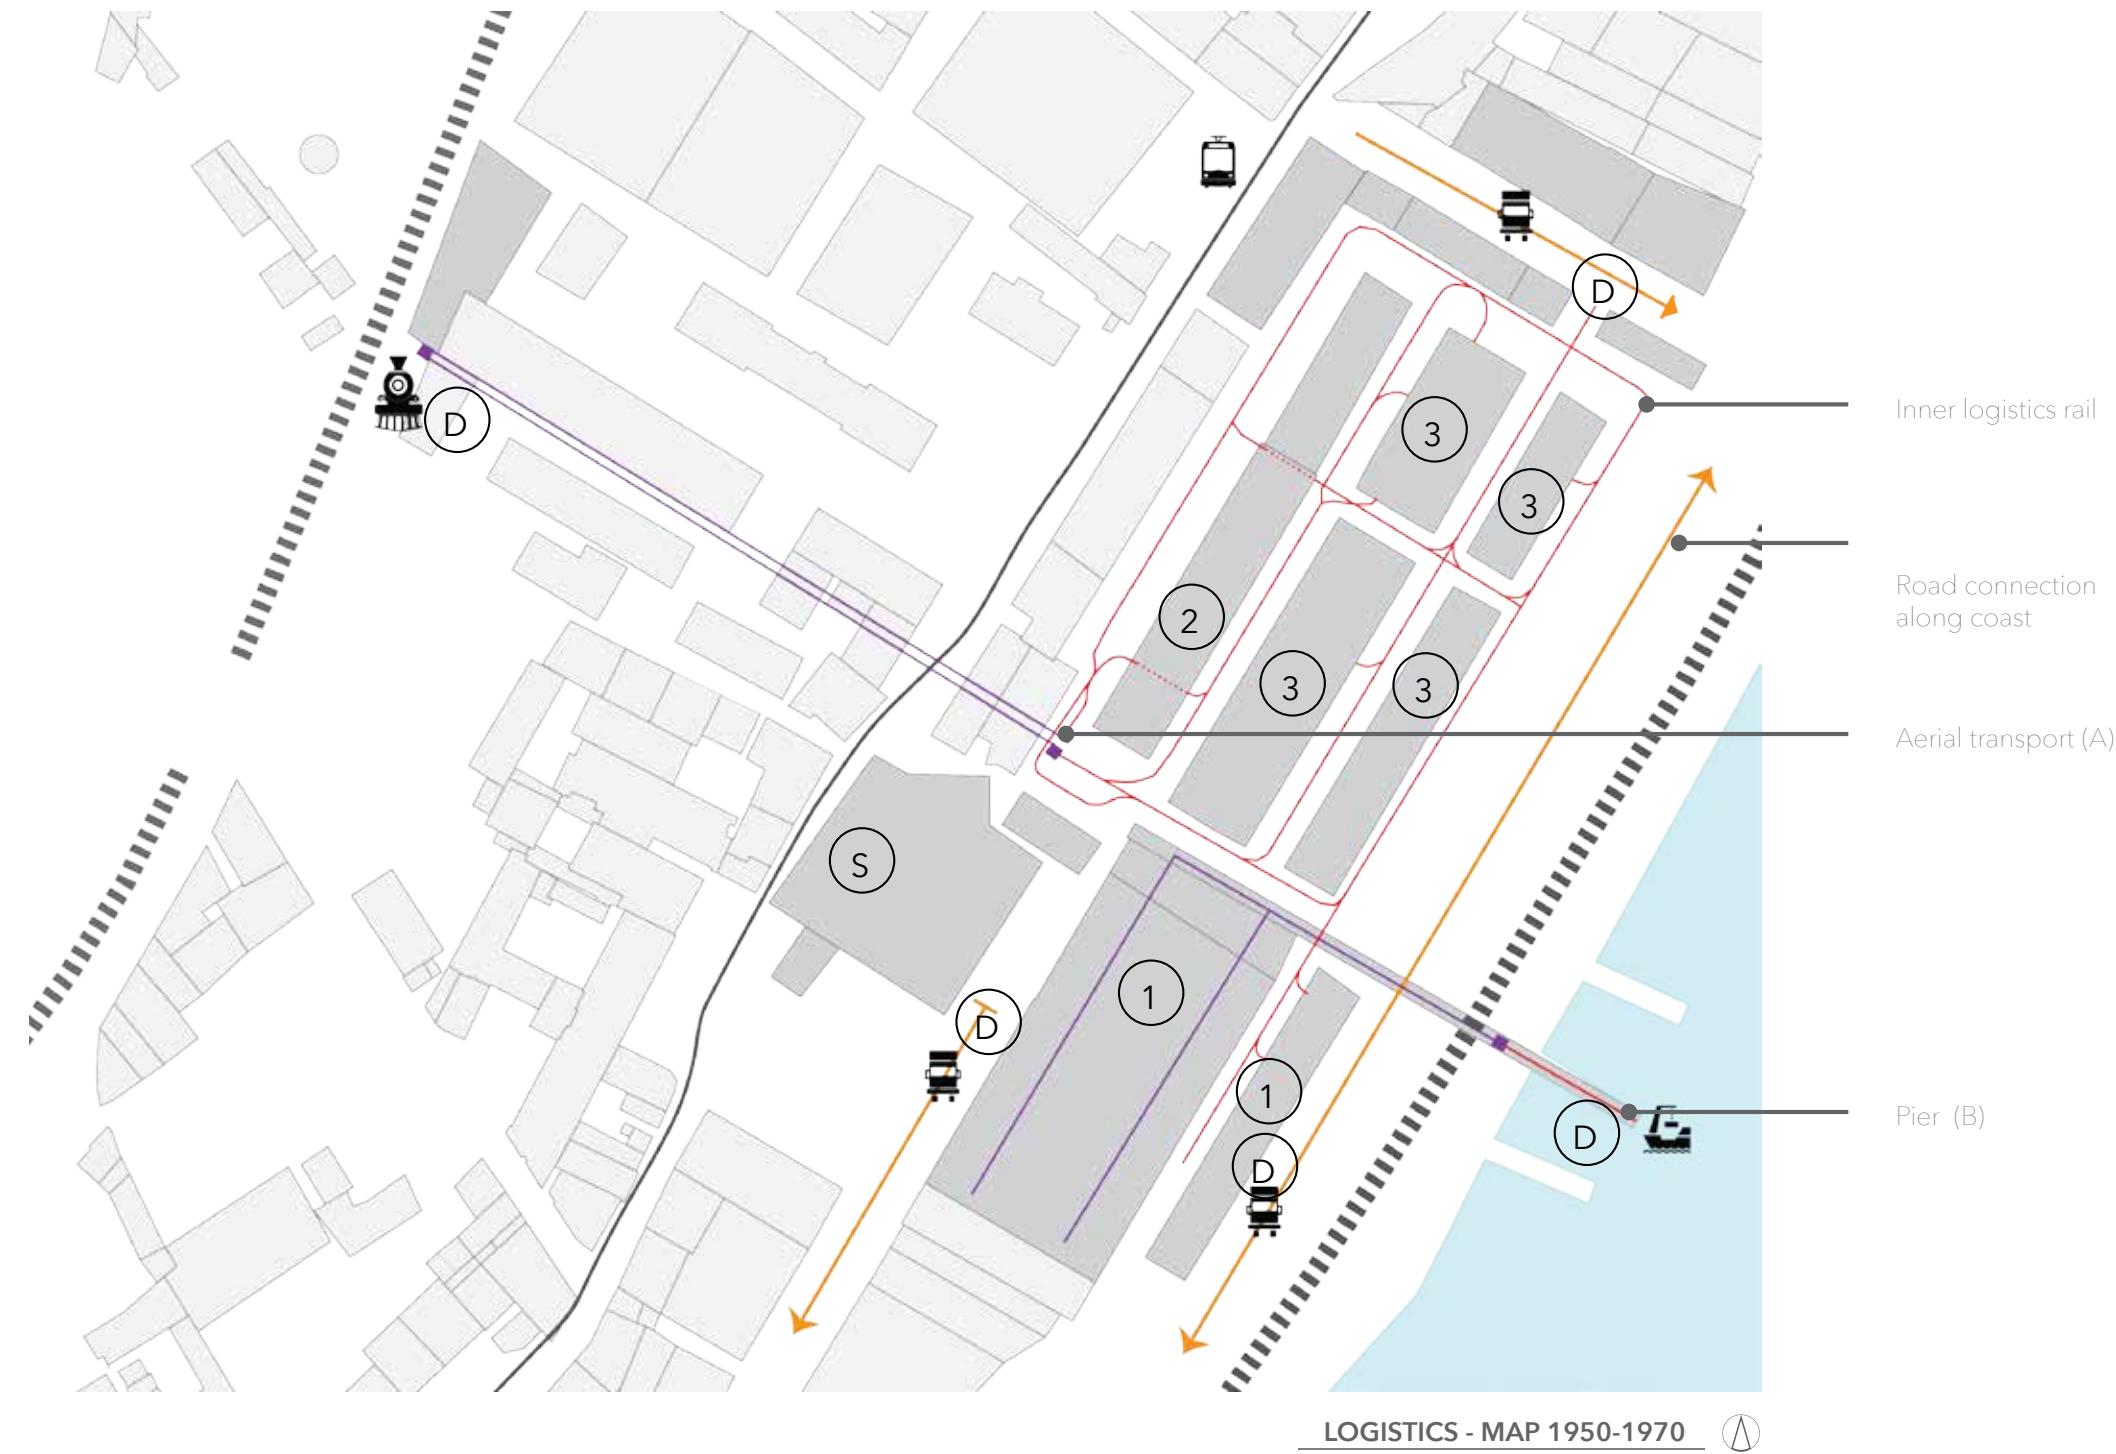 D
D
3
Inner logistics rail
3
2
Road connection
along coast
3
3
Aerial transport (A)
S
1
D
1
Pier  (B)
D
D
LOGISTICS - MAP 1950-1970